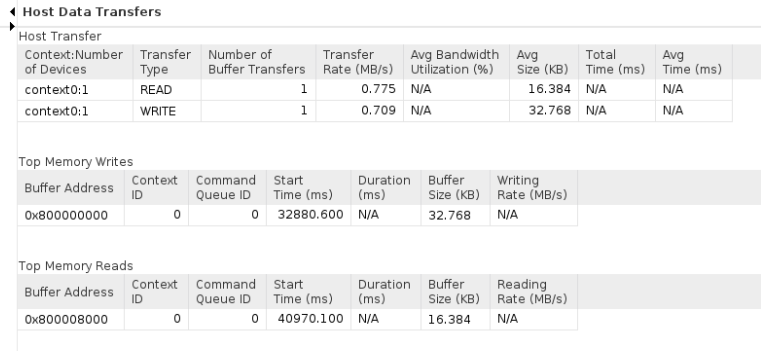 Host Data Transfers
Host Transfer
Context:Number of Devices Transfer Type Number of Buffer Transfers Transfer Rate (MB/s) Avg Bandwidth Utilization (%) Avg Size (KB) Total Time (ms) Avg Time (ms)
context0:1 READ 1 0.775 N/A 16.384 N/A N/A
context0:1 WRITE 1 0.709 N/A 32.768 N/A N/A
Top Memory Writes
Buffer Address Context ID Command Queue ID Start Time (ms) Duration (ms) Buffer Size (KB) Writing Rate (MB/s)
0x800000000 0 0 32880.600 N/A 32.768 N/A
Top Memory Reads
Buffer Address Context ID Command Queue ID Start Time (ms) Duration (ms) Buffer Size (KB) Reading Rate (MB/s)
0x800008000 0 0 40970.100 N/A 16.384 N/A